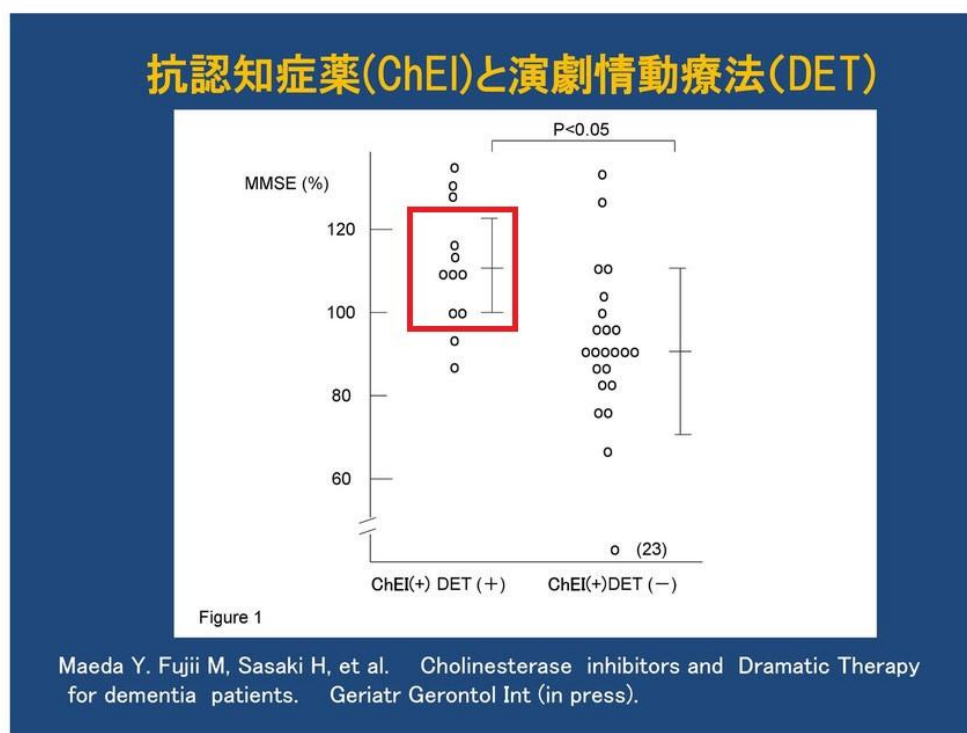 抗認知症薬(ChEI)と演劇情動療法(DET)
P<0.05
MMSE (%)
120
100
80
60
(23)
ChEI(+) DET (+)
ChEI(+)DET (-)
Figure 1
Maeda Y. Fujii M, Sasaki H, et al. Cholinesterase inhibitors and Dramatic Therapy
for dementia patients. Geriatr Gerontol Int (in press).